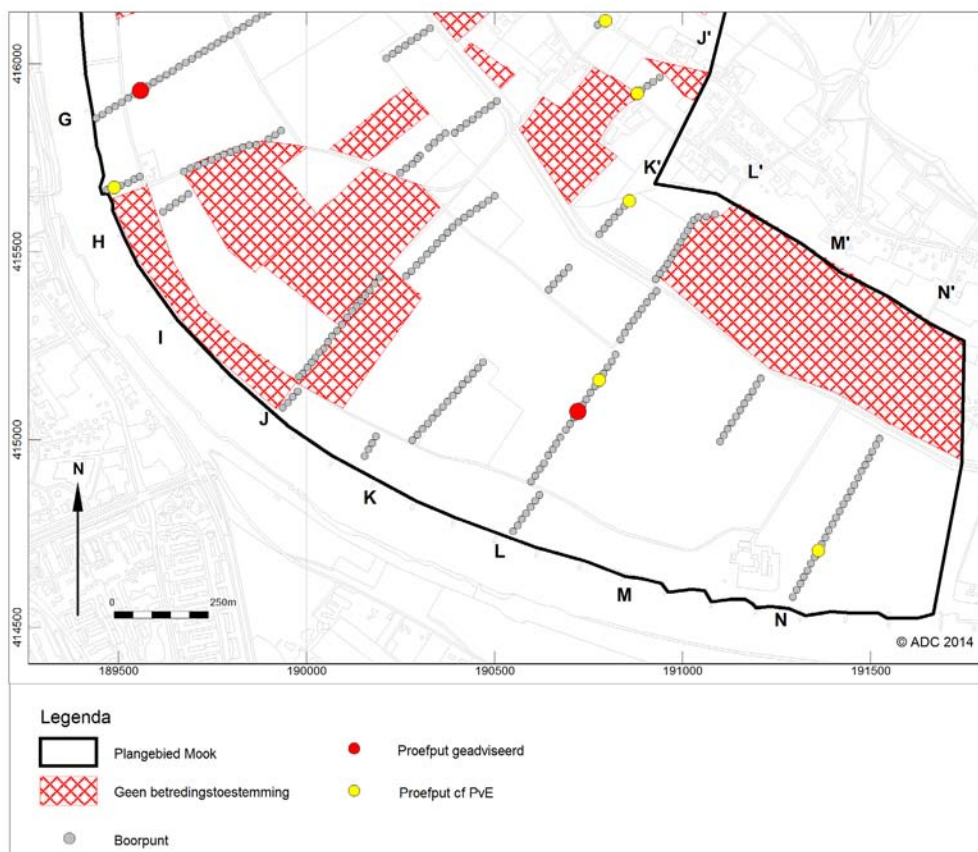 J'
416000
G
K'
L'
415500
H
M'
N'
I
J
415000
N
K
L
0
250m
M
N
414500
© ADC 2014
189500 190000 190500 191000 191500
Legenda
Plangebied Mook
Proefput geadviseerd
Geen betredingstoestemming
Proefput cf PvE
Boorpunt